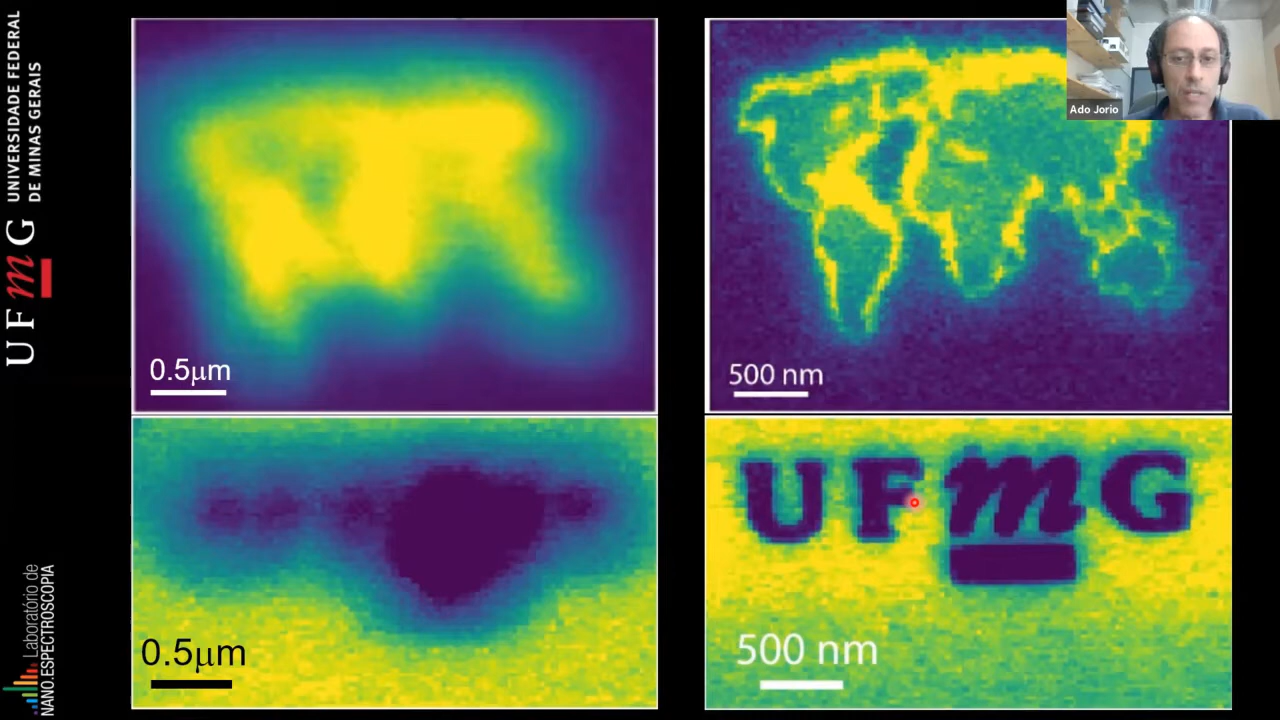 UNIVERSIDADE FEDERAL
DE MINAS GERAIS
UFmG
Laboratório de
NANO.ESPECTROSCOPIA
0.5μm
500 nm
Ado Jorio
0.5μm
UFmG
500 nm